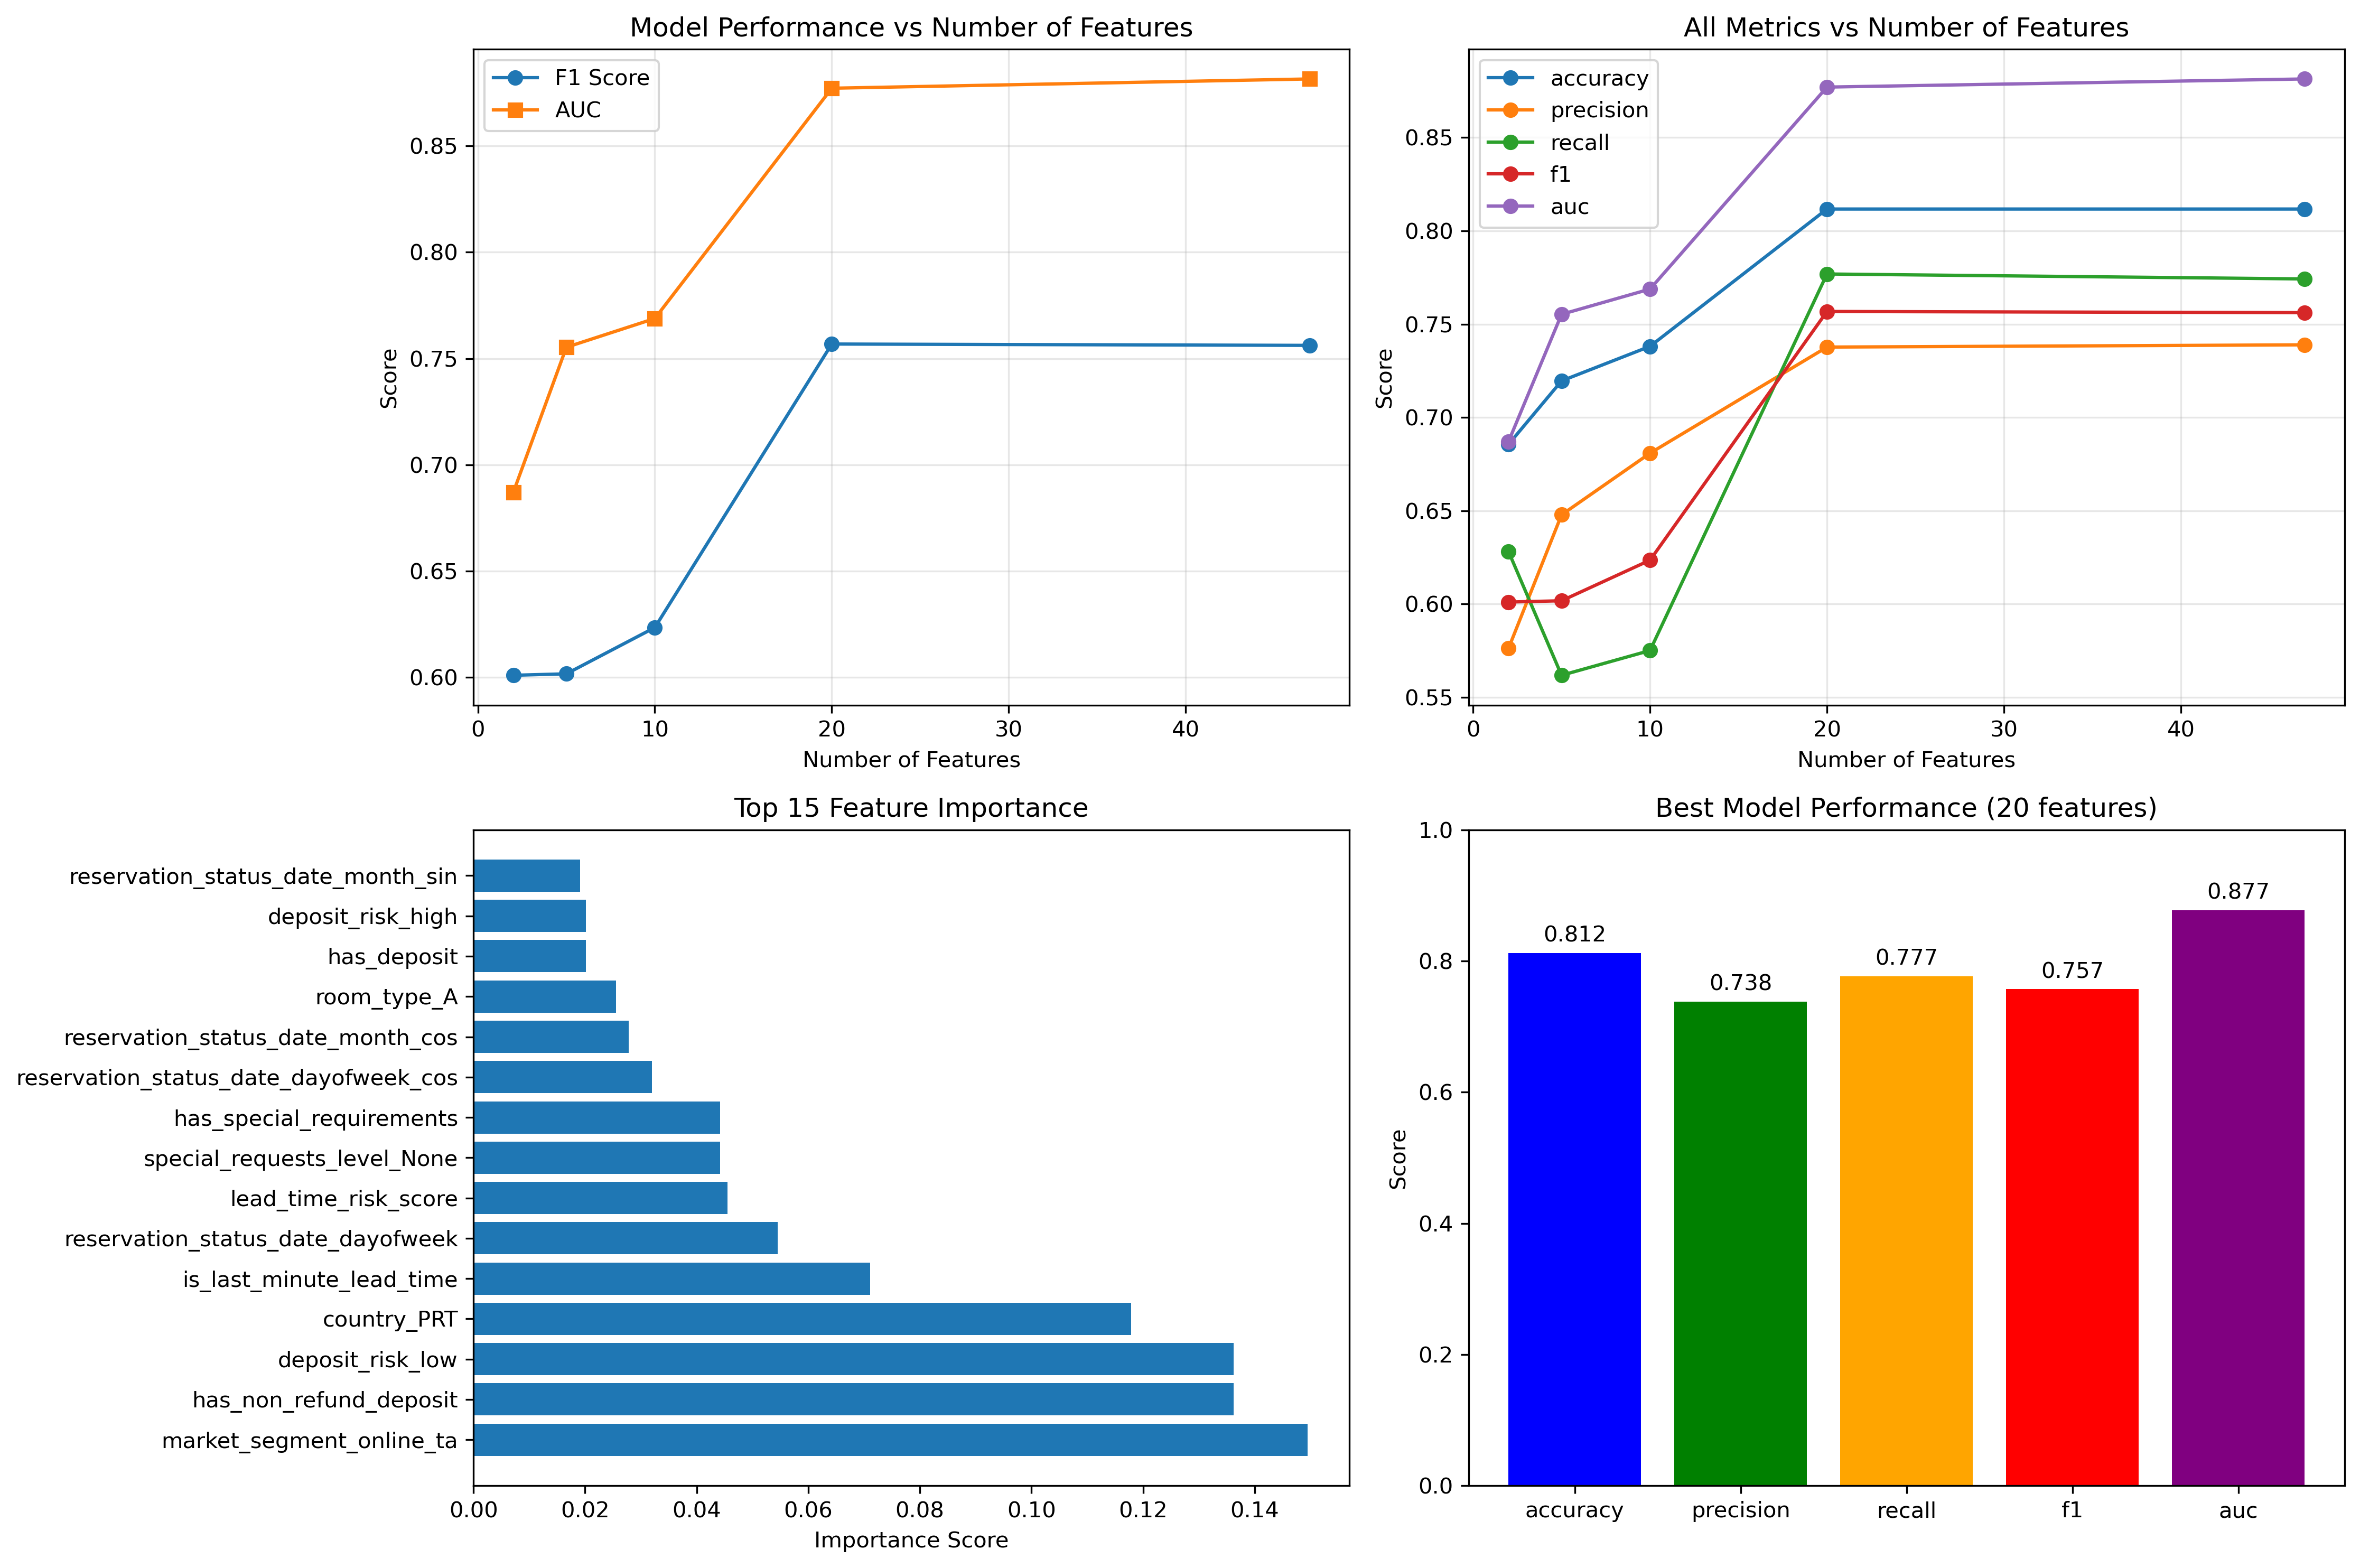 Model Performance vs Number of Features
F1 Score
AUC
0.85
0.80
0.75
0.70
0.65
0.60
Score
0 10 20 30 40
Number of Features
All Metrics vs Number of Features
accuracy
precision
recall
f1
auc
0.85
0.80
0.75
0.70
0.65
0.60
0.55
Score
0 10 20 30 40
Number of Features
Top 15 Feature Importance
reservation_status_date_month_sin
deposit_risk_high
has_deposit
room_type_A
reservation_status_date_month_cos
reservation_status_date_dayofweek_cos
has_special_requirements
special_requests_level_None
lead_time_risk_score
reservation_status_date_dayofweek
is_last_minute_lead_time
country_PRT
deposit_risk_low
has_non_refund_deposit
market_segment_online_ta
0.00 0.02 0.04 0.06 0.08 0.10 0.12 0.14
Importance Score
Best Model Performance (20 features)
1.0
0.8
0.6
0.4
0.2
0.0
Score
0.812
0.738
0.777
0.757
0.877
accuracy precision recall f1 auc